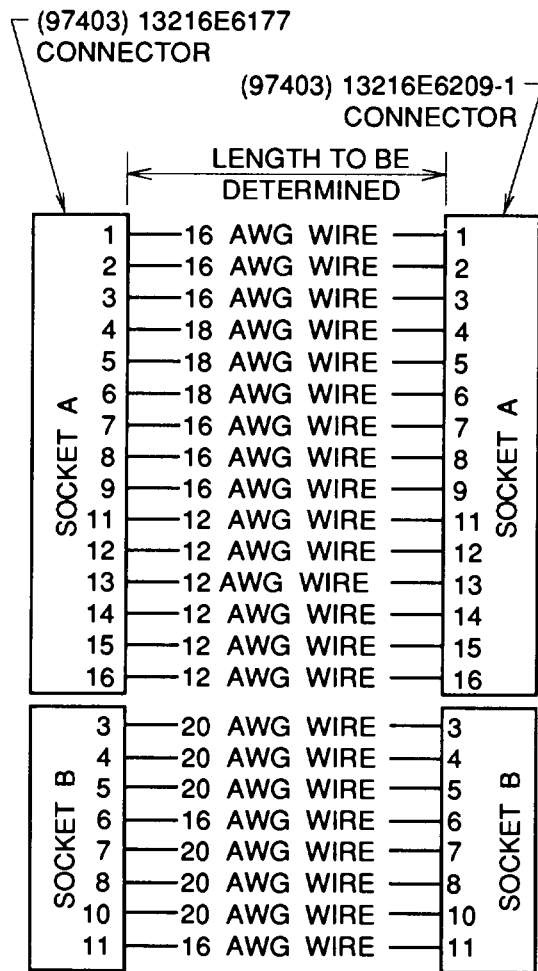 (97403) 13216E6177
CONNECTOR
(97403) 13216E6209-1
CONNECTOR
LENGTH TO BE
DETERMINED
SOCKET A
1 16 AWG WIRE 1
2 16 AWG WIRE 2
3 16 AWG WIRE 3
4 18 AWG WIRE 4
5 18 AWG WIRE 5
6 18 AWG WIRE 6
7 16 AWG WIRE 7
8 16 AWG WIRE 8
9 16 AWG WIRE 9
11 12 AWG WIRE 11
12 12 AWG WIRE 12
13 12 AWG WIRE 13
14 12 AWG WIRE 14
15 12 AWG WIRE 15
16 12 AWG WIRE 16
SOCKET A
SOCKET B
3 20 AWG WIRE 3
4 20 AWG WIRE 4
5 20 AWG WIRE 5
6 16 AWG WIRE 6
7 20 AWG WIRE 7
8 20 AWG WIRE 8
10 20 AWG WIRE 10
11 16 AWG WIRE 11
SOCKET B